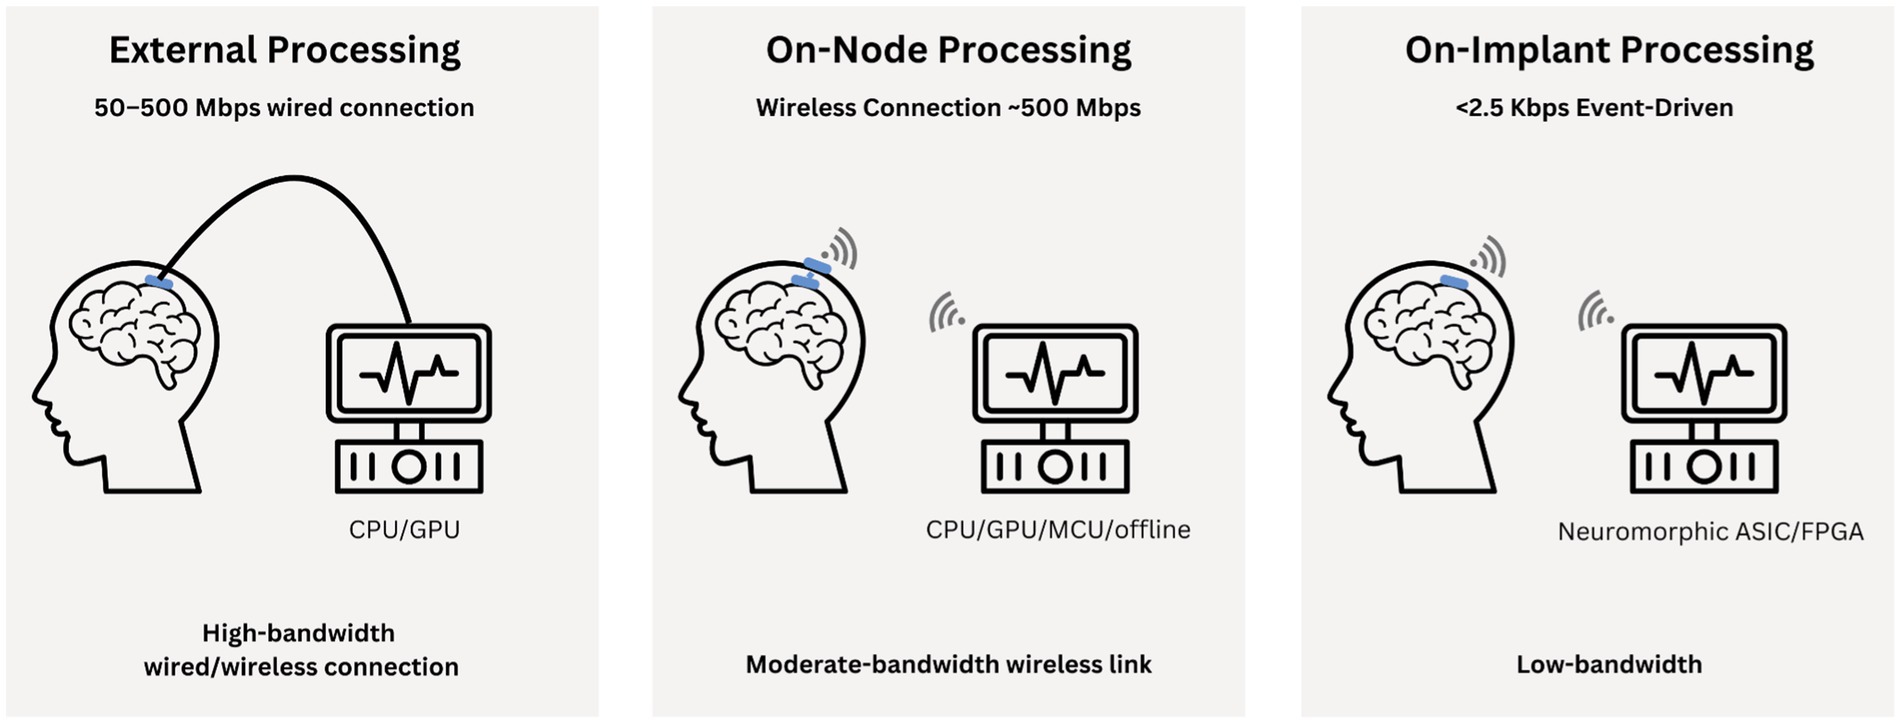 External Processing
50–500 Mbps wired connection
CPU/GPU
High-bandwidth
wired/wireless connection
On-Node Processing
Wireless Connection ~500 Mbps
CPU/GPU/MCU/offline
Moderate-bandwidth wireless link
On-Implant Processing
<2.5 Kbps Event-Driven
Neuromorphic ASIC/FPGA
Low-bandwidth